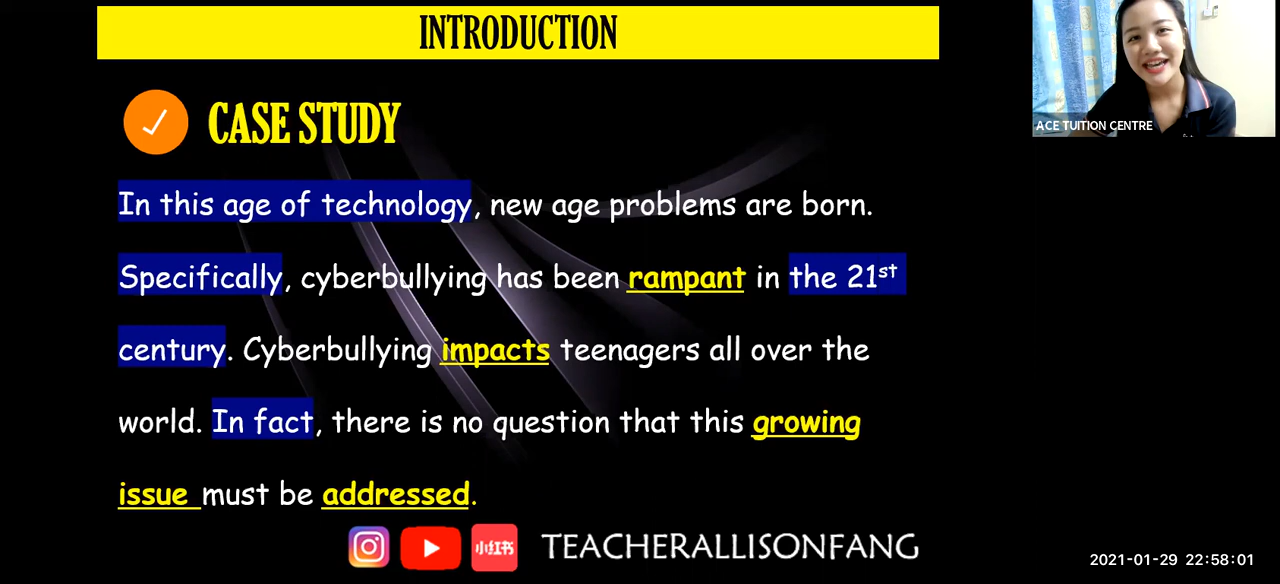 INTRODUCTION
CASE STUDY
In this age of technology, new age problems are born.
Specifically, cyberbullying has been rampant in the 21st
century. Cyberbullying impacts teenagers all over the
world. In fact, there is no question that this growing
issue must be addressed.
小红书
TEACHERALLISONFANG
ACE TUITION CENTRE
2021-01-29 22:58:01